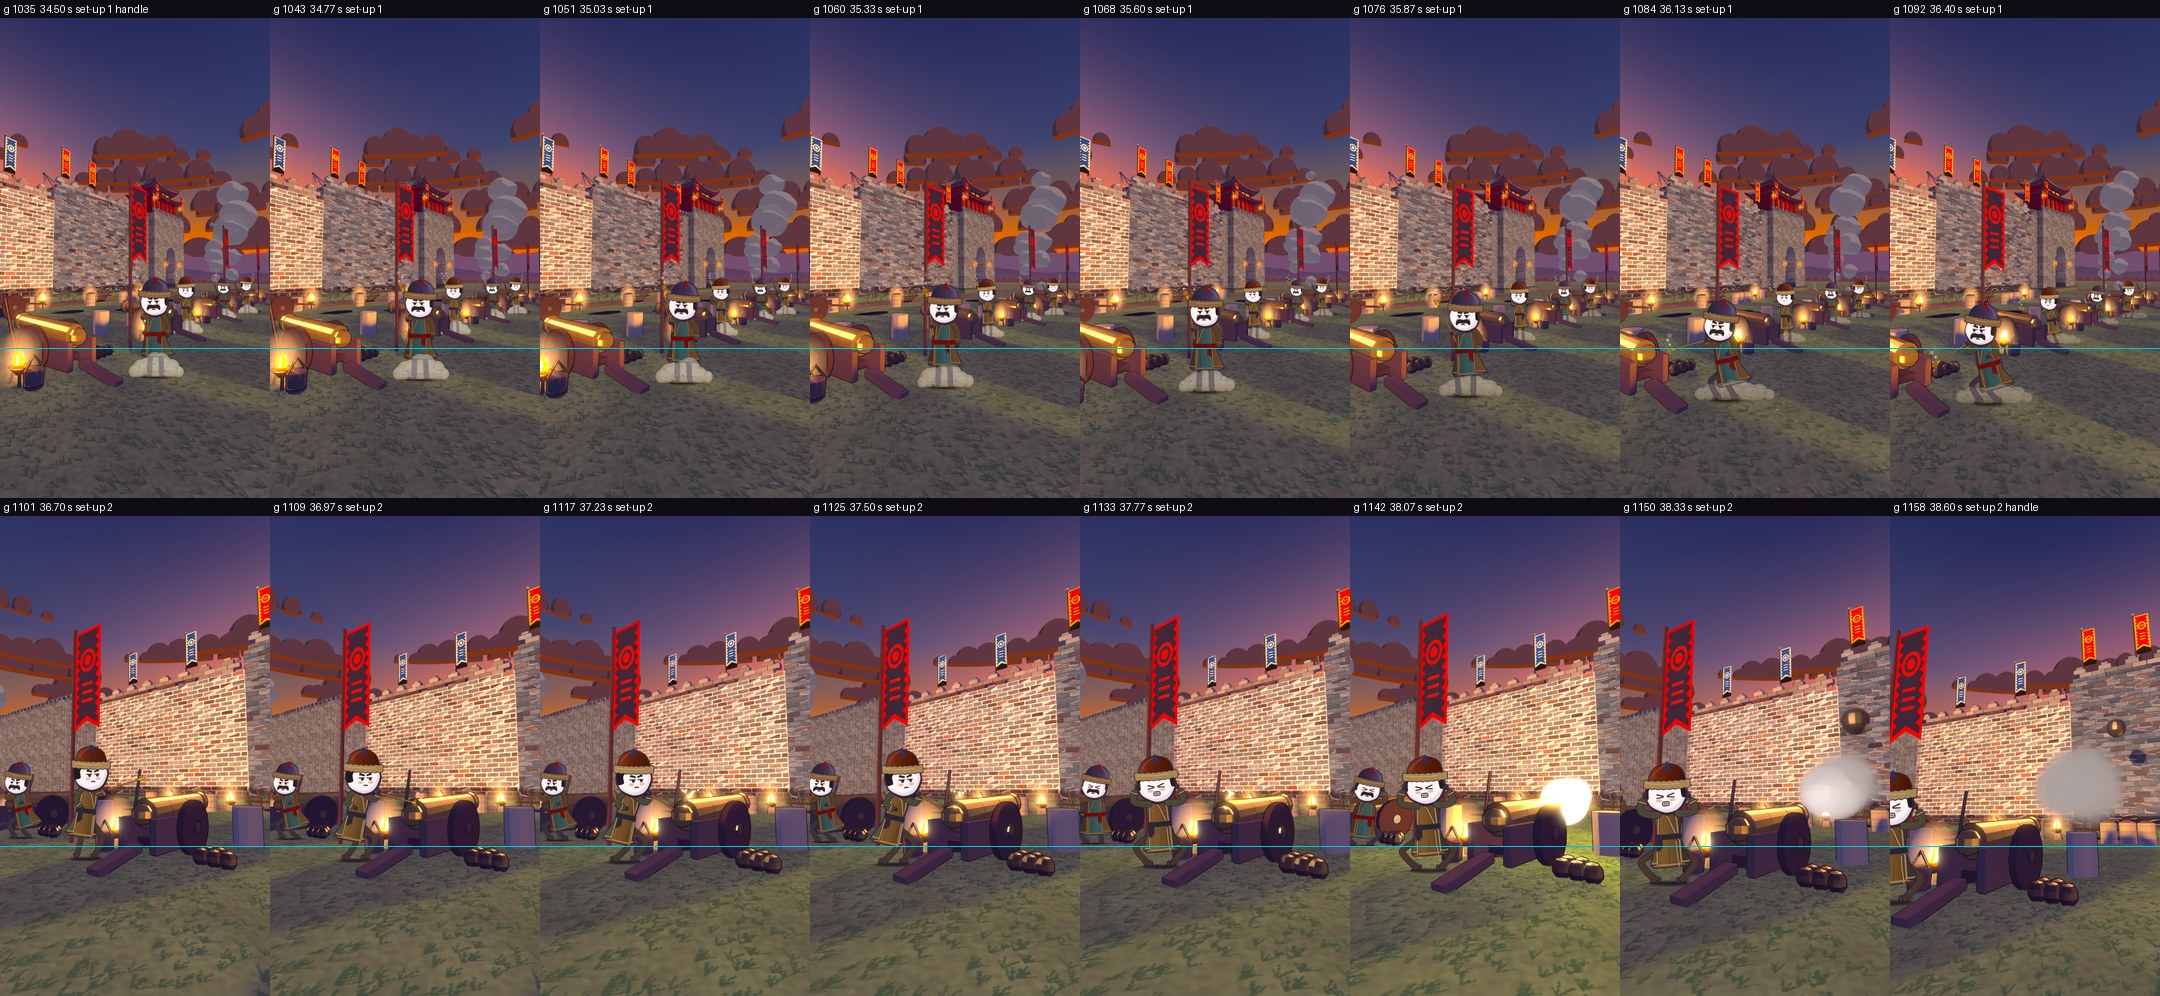 g 1035 34.50 s set-up 1 handle
g 1043 34.77 s set-up 1
g 1051 35.03 s set-up 1
g 1060 35.33 s set-up 1
g 1068 35.60 s set-up 1
g 1076 35.87 s set-up 1
g 1084 36.13 s set-up 1
g 1092 36.40 s set-up 1
g 1101 36.70 s set-up 2
g 1109 36.97 s set-up 2
g 1117 37.23 s set-up 2
g 1125 37.50 s set-up 2
g 1133 37.77 s set-up 2
g 1142 38.07 s set-up 2
g 1150 38.33 s set-up 2
g 1158 38.60 s set-up 2 handle